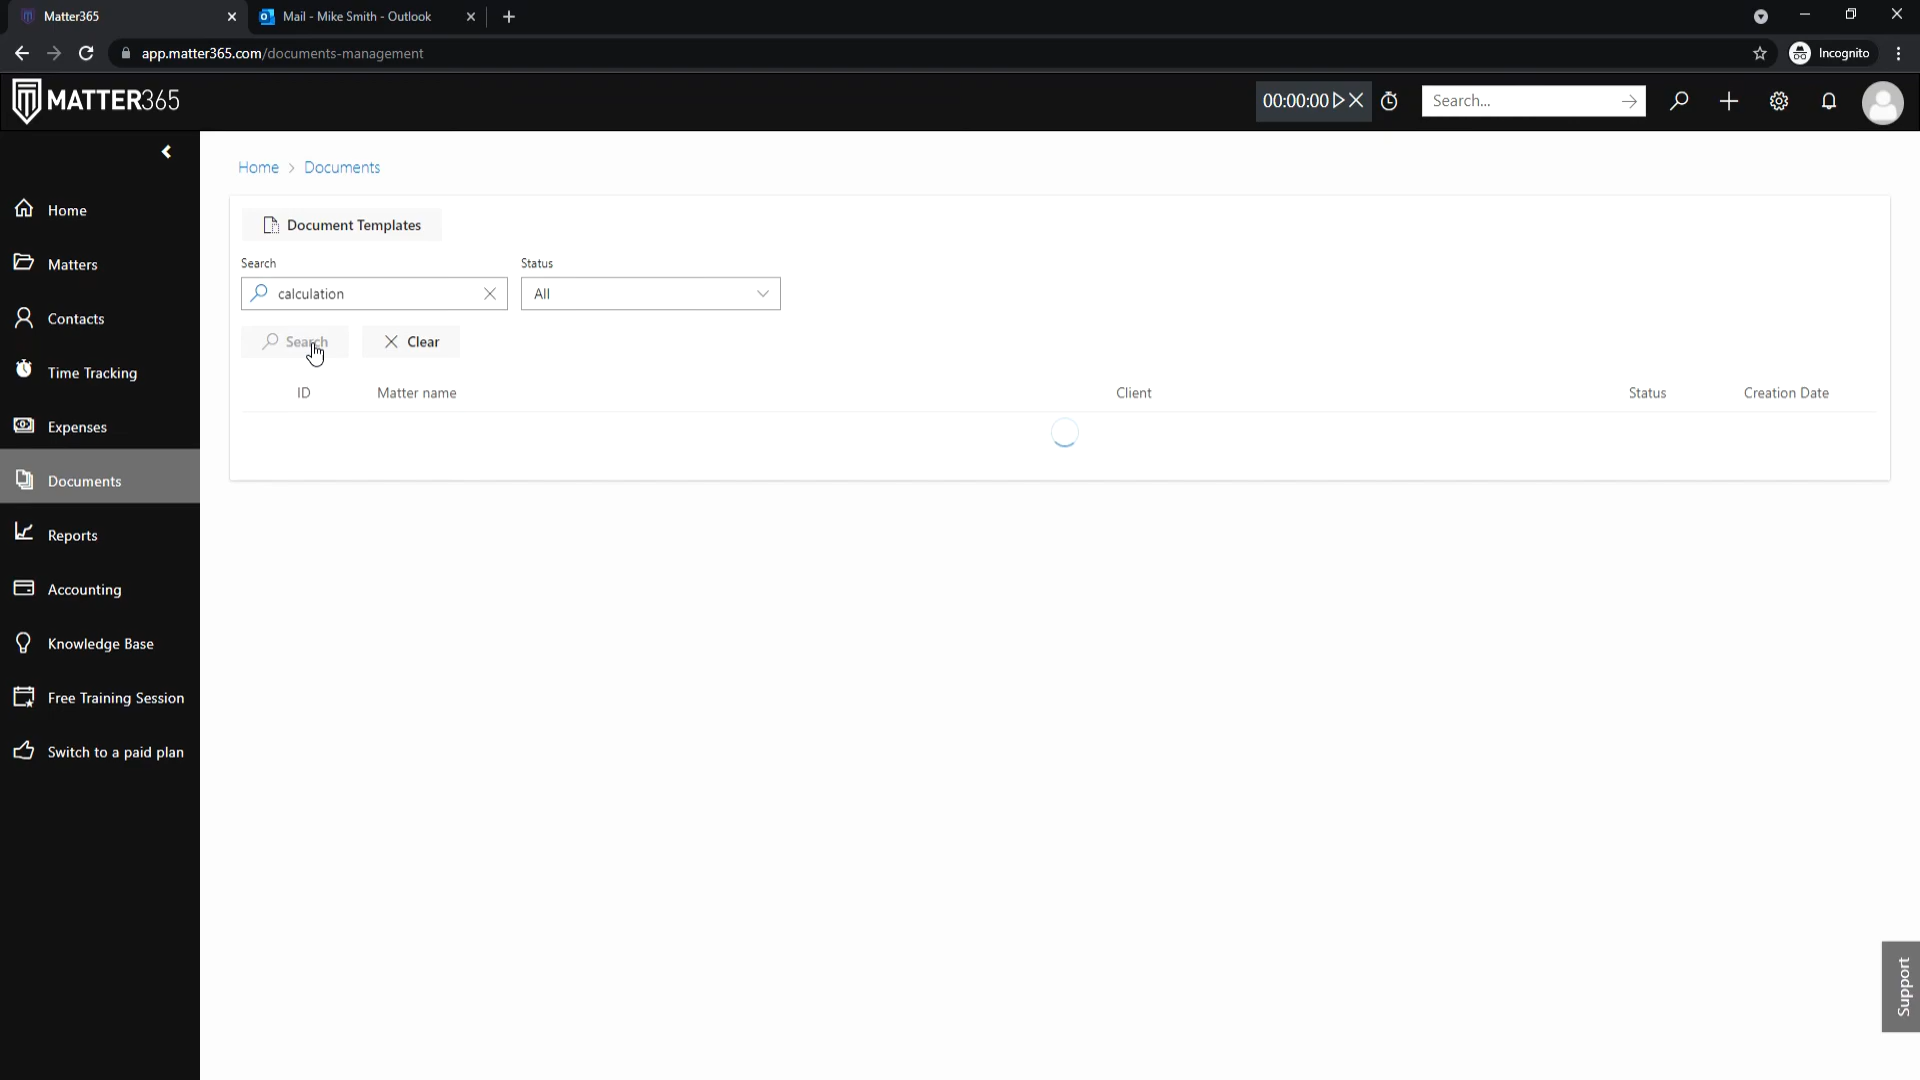 Matter365
Mail - Mike Smith - Outlook
app.matter365.com/documents-management
Incognito
MATTER365
00:00:00
Search...
Home
Matters
Contacts
Time Tracking
Expenses
Documents
Reports
Accounting
Knowledge Base
Free Training Session
Switch to a paid plan
Home > Documents
Document Templates
Search
Status
calculation
All
Search
Clear
ID Matter name Client Status Creation Date
Support